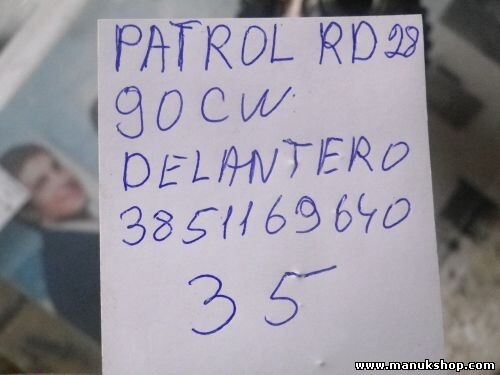 PATROL RD28
90CW
DELANTERO
3851169640
35
www.manukshop.com